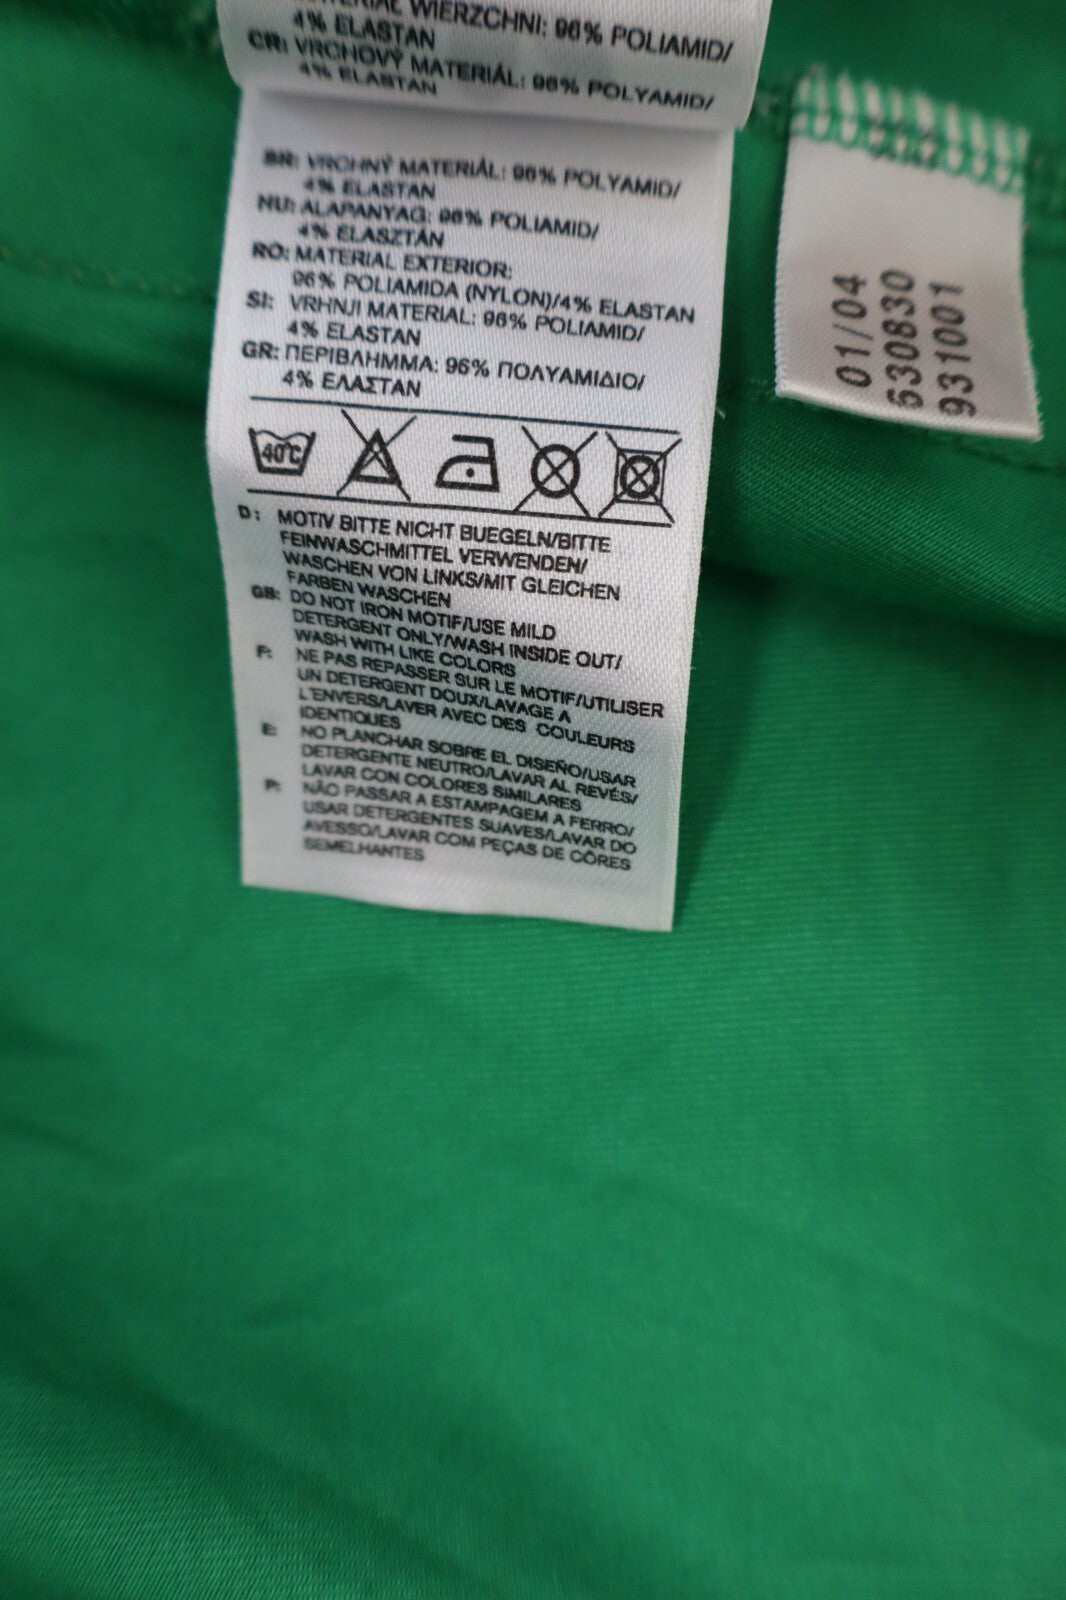 MATERIAŁ WIERZCHNI: 96% POLIAMID/
4% ELASTAN
CR: VRCHOVÝ MATERIÁL: 96% POLYAMID/
4% ELASTAN
SR: VRCHNÝ MATERIÁL: 96% POLYAMID/
4% ELASTAN
HU: ALAPANYAG: 96% POLIAMID/
4% ELASZTÁN
RO: MATERIAL EXTERIOR:
96% POLIAMIDA (NYLON)/4% ELASTAN
SI: VRHNJI MATERIAL: 96% POLIAMID/
4% ELASTAN
GR: ΠΕΡΙΒΛΗΜΜΑ: 96% ΠΟΛΥΑΜΙΔΙΟ/
4% ΕΛΑΣΤΑΝ
40°C
D: MOTIV BITTE NICHT BUEGELN/BITTE
FEINWASCHMITTEL VERWENDEN/
WASCHEN VON LINKS/MIT GLEICHEN
FARBEN WASCHEN
GB: DO NOT IRON MOTIF/USE MILD
DETERGENT ONLY/WASH INSIDE OUT/
WASH WITH LIKE COLORS
F: NE PAS REPASSER SUR LE MOTIF/UTILISER
UN DETERGENT DOUX/LAVAGE A
L'ENVERS/LAVER AVEC DES COULEURS
IDENTIQUES
E: NO PLANCHAR SOBRE EL DISEÑO/USAR
DETERGENTE NEUTRO/LAVAR AL REVÉS/
LAVAR CON COLORES SIMILARES
P: NÃO PASSAR A ESTAMPAGEM A FERRO/
USAR DETERGENTES SUAVES/LAVAR DO
AVESSO/LAVAR COM PEÇAS DE CÔRES
SEMELHANTES
01/04
630830
931001